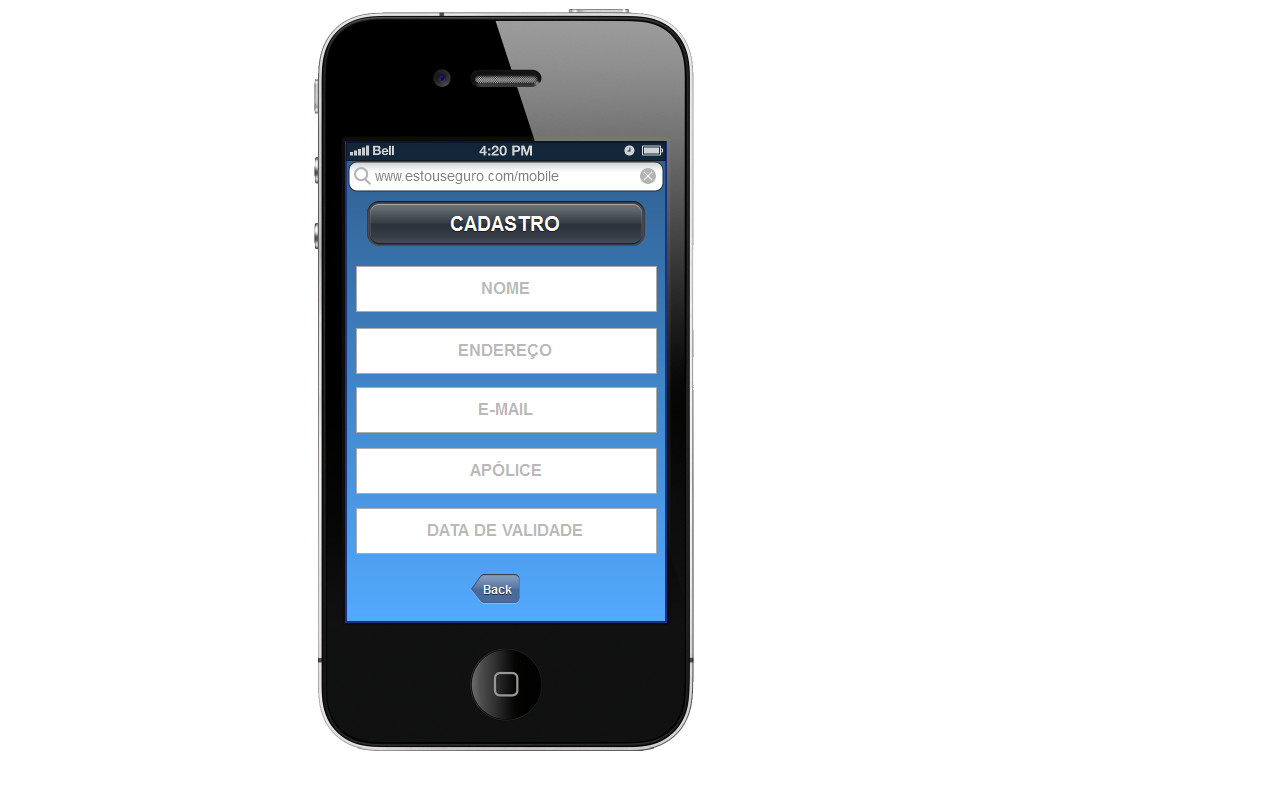 Bell 4:20 PM
www.estouseguro.com/mobile
CADASTRO
NOME
ENDEREÇO
E-MAIL
APÓLICE
DATA DE VALIDADE
Back